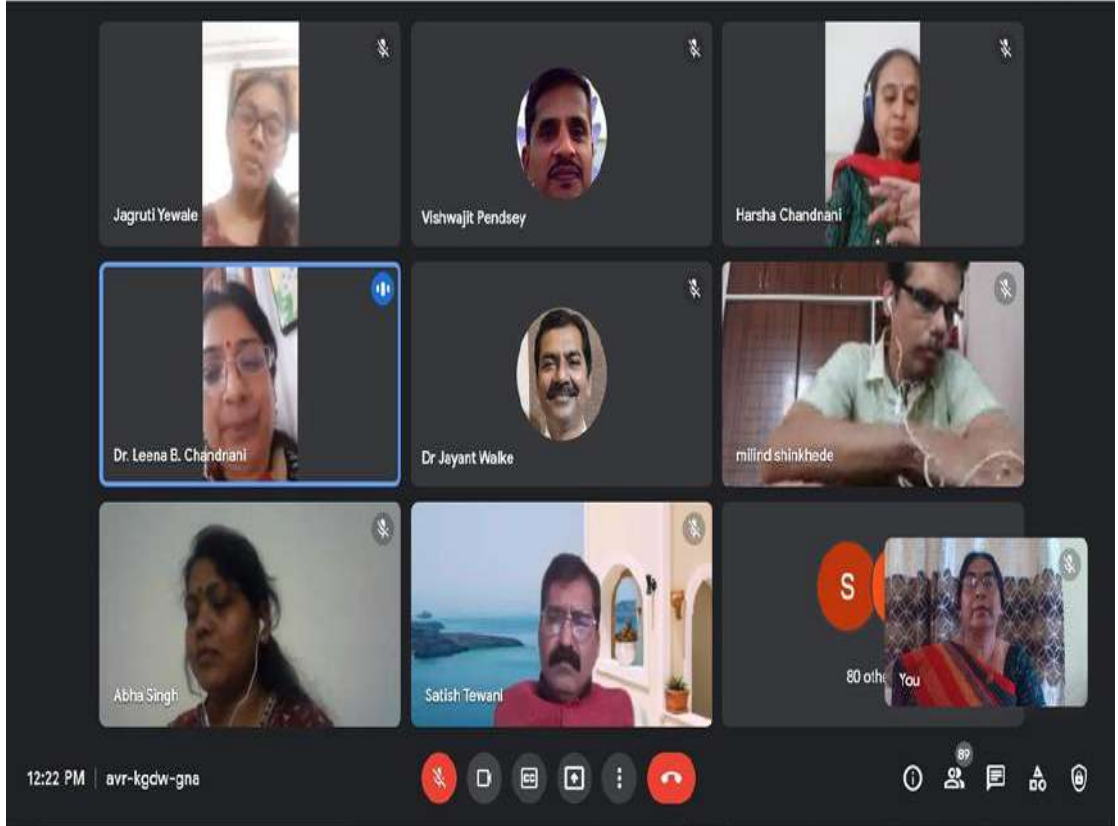 Jagruti Yewale
Vishwajit Pendsey
Harsha Chandnani
Dr. Leena B. Chandnani
Dr Jayant Walke
milind shinkhede
Abha Singh
Satish Tewani
S
80 othe
You
12:22 PM | avr-kgdw-gna
CC
89